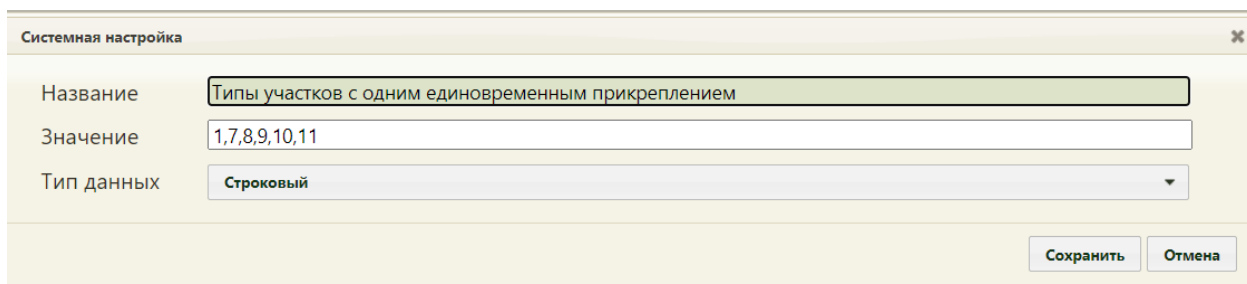 Системная настройка
Название Типы участков с одним единовременным прикреплением
Значение 1,7,8,9,10,11
Тип данных Строковый
Сохранить Отмена